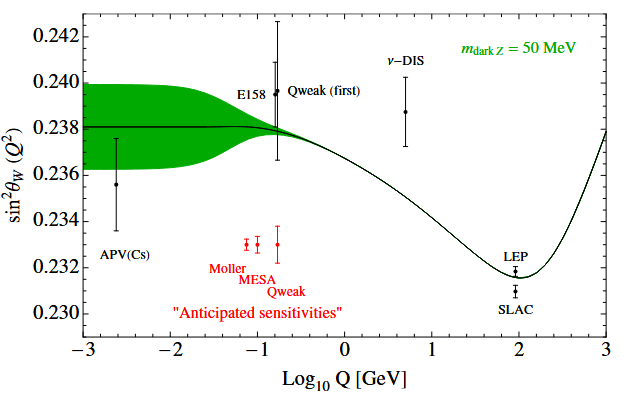 0.242
0.240
0.238
0.236
0.233
0.232
0.230
sin²θ_W (Q²)
m_dark Z = 50 MeV
ν−DIS
E158
Qweak (first)
APV(Cs)
Moller
MESA
Qweak
"Anticipated sensitivities"
LEP
SLAC
−3 −2 −1 0 1 2 3
Log₁₀ Q [GeV]